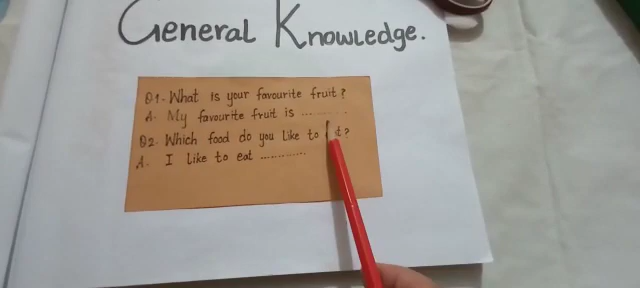 General Knowledge.
Q1. What is your favourite fruit?
A. My favourite fruit is ..........
Q2. Which food do you like to ?
A. I like to eat ............